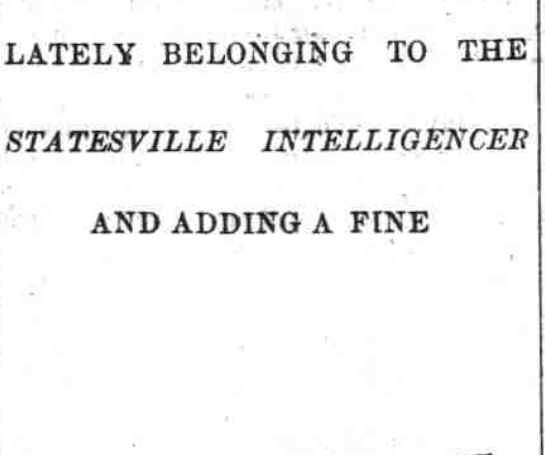 LATELY BELONGING TO THE
STATESVILLE INTELLIGENCER
AND ADDING A FINE